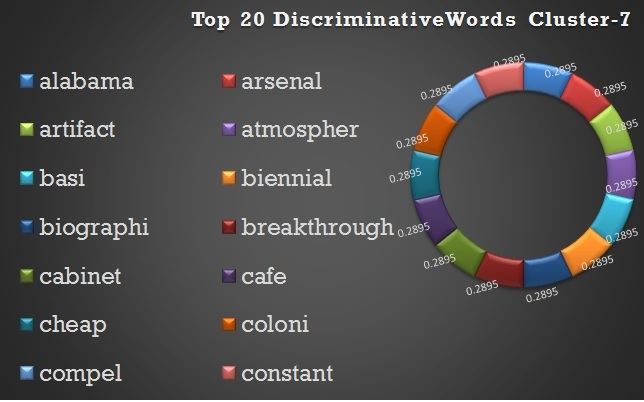 Top 20 DiscriminativeWords Cluster-7
alabama arsenal
artifact atmospher
basi biennial
biographi breakthrough
cabinet cafe
cheap coloni
compel constant
0.2895
0.2895
0.2895
0.2895
0.2895
0.2895
0.2895
0.2895
0.2895
0.2895
0.2895
0.2895
0.2895
0.2895